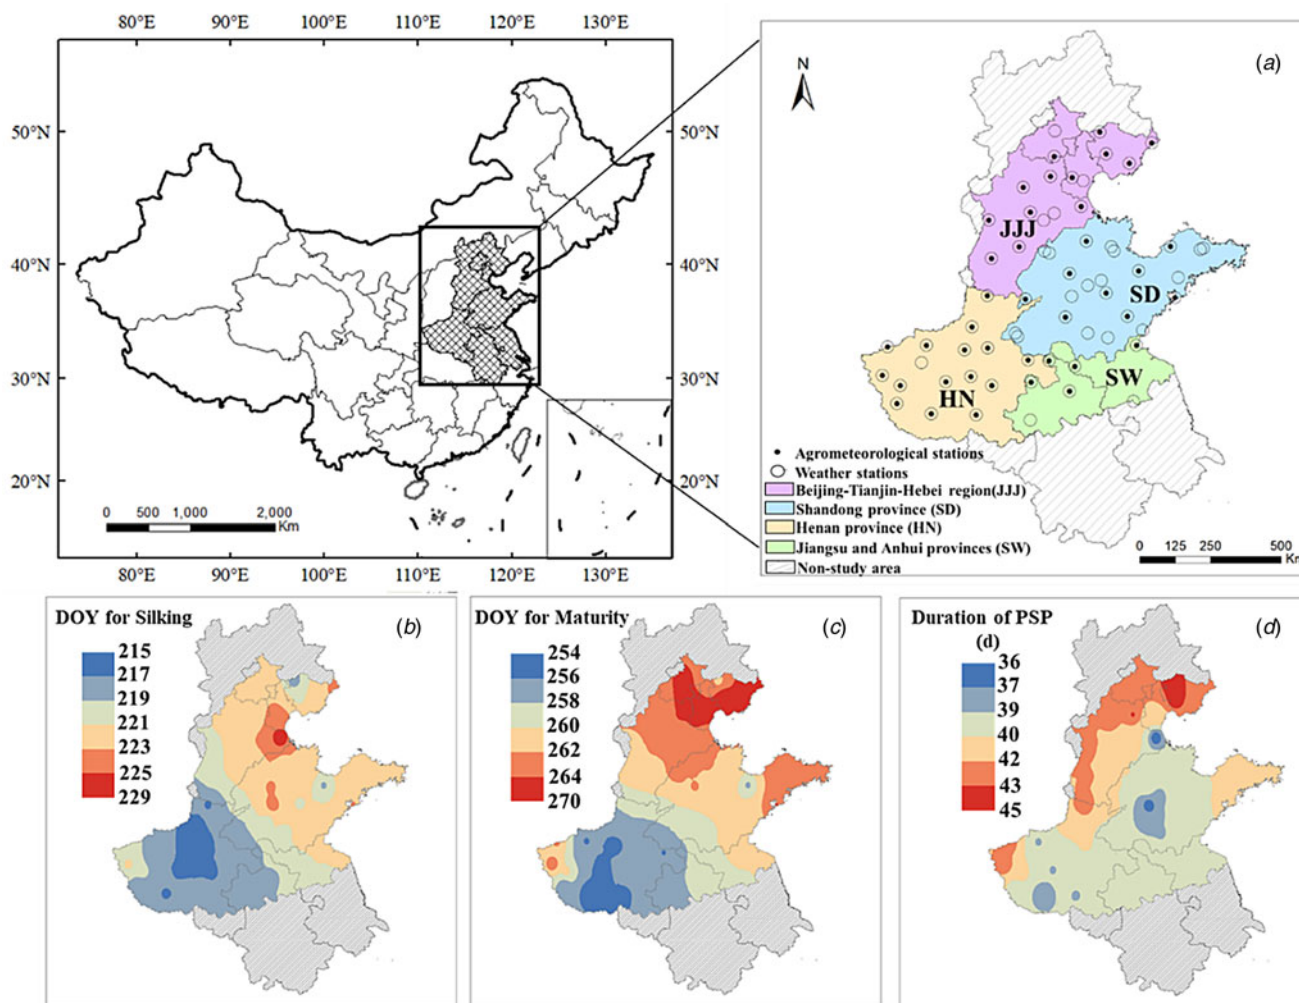 80°E 90°E 100°E 110°E 120°E 130°E
50°N
40°N
30°N
20°N
50°N
40°N
30°N
20°N
0 500 1,000 2,000
Km
80°E 90°E 100°E 110°E 120°E 130°E
(a)
N
JJJ
SD
SW
HN
Agrometeorological stations
Weather stations
Beijing-Tianjin-Hebei region(JJJ)
Shandong province (SD)
Henan province (HN)
Jiangsu and Anhui provinces (SW)
Non-study area
0 125 250 500
Km
DOY for Silking
(b)
215
217
219
221
223
225
229
DOY for Maturity
(c)
254
256
258
260
262
264
270
Duration of PSP
(d)
(d)
36
37
39
40
42
43
45